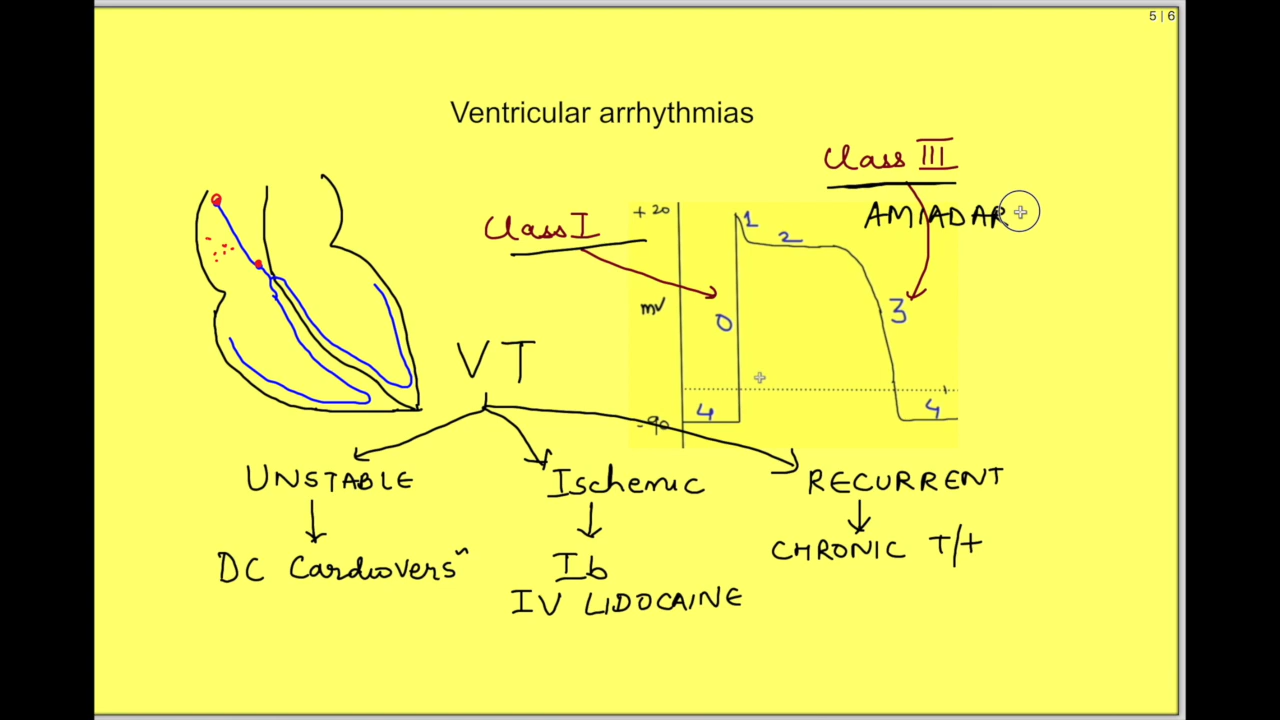 5 | 6
Ventricular arrhythmias
Class III
AMIADAR
Class I
+ 20
1
2
mV
0
3
4
4
- 90
VT
UNSTABLE
Ischemic
RECURRENT
DC Cardiovers~
Ib
CHRONIC T/t
IV LIDOCAINE